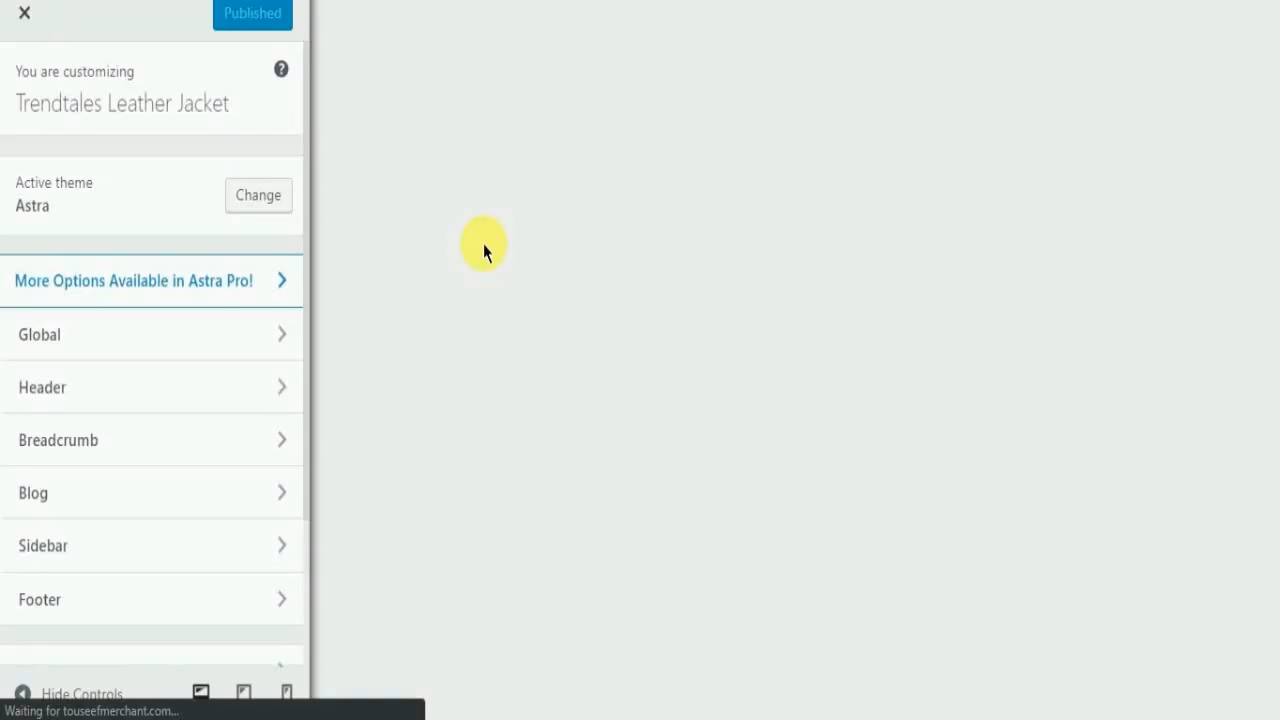 Published
You are customizing
Trendtales Leather Jacket
Active theme
Astra
Change
More Options Available in Astra Pro!
Global
Header
Breadcrumb
Blog
Sidebar
Footer
Hide Controls
Waiting for touseefmerchant.com...